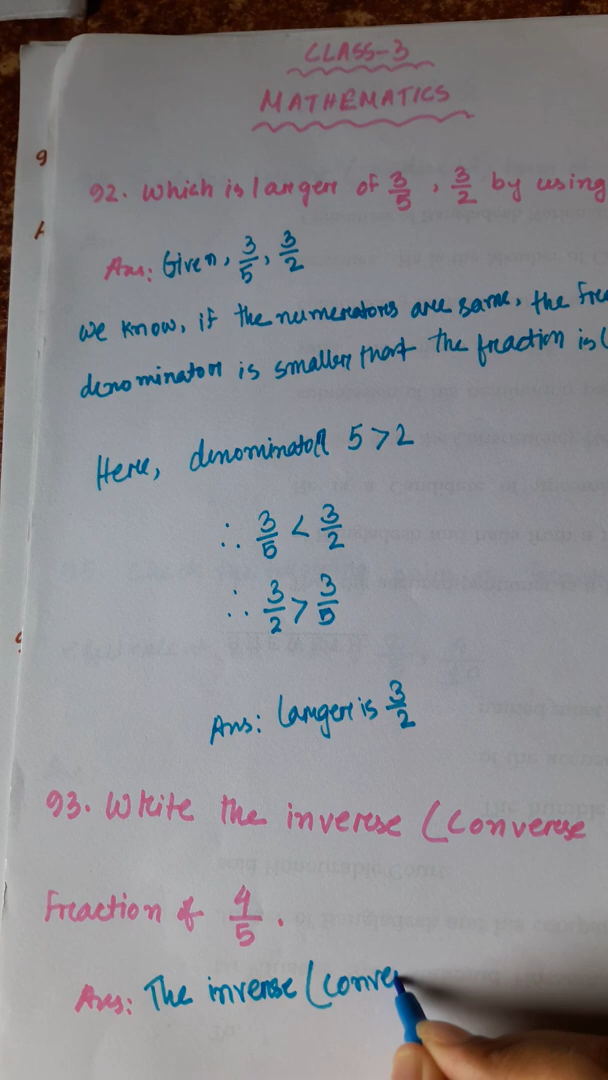 CLASS-3
MATHEMATICS
9
92. Which is larger of 3/5, 3/2 by using
Ans: Given, 3/5, 3/2
we know, if the numerators are same, the
denominator is smaller that the fraction is
Here, denominator 5 > 2
∴ 3/5 < 3/2
∴ 3/2 > 3/5
Ans: Larger is 3/2
93. Write the inverse (Converse
Fraction of 4/5.
Ans: The inverse (conve